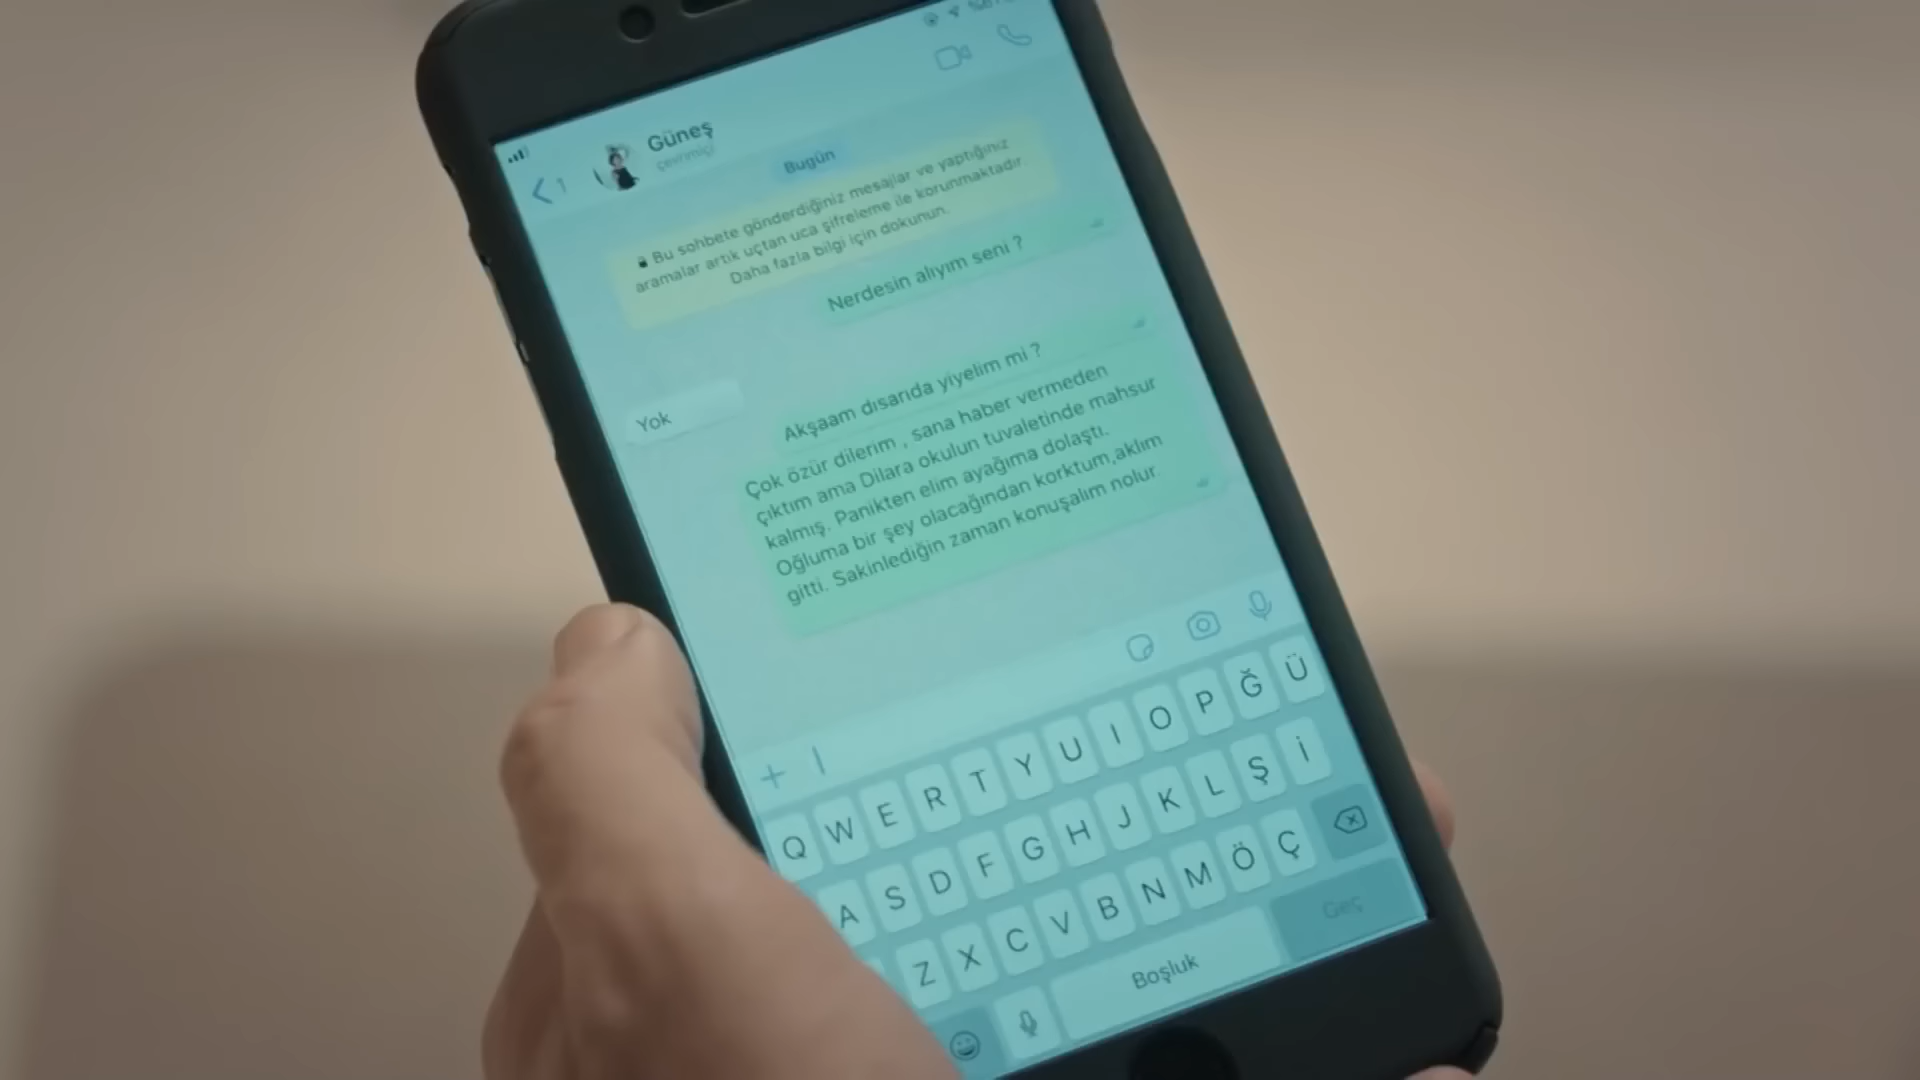 Güneş
çevrimiçi
1
Bugün
Bu sohbete gönderdiğiniz mesajlar ve yaptığınız
aramalar artık uçtan uca şifreleme ile korunmaktadır.
Daha fazla bilgi için dokunun.
Nerdesin alıyım seni ?
Akşaam dısarıda yiyelim mi ?
Yok
Çok özür dilerim , sana haber vermeden
çıktım ama Dilara okulun tuvaletinde mahsur
kalmış. Panikten elim ayağıma dolaştı.
Oğluma bir şey olacağından korktum,aklım
gitti. Sakinlediğin zaman konuşalım nolur.
Q W E R T Y U I O P Ğ Ü
A S D F G H J K L Ş İ
Z X C V B N M Ö Ç
Boşluk
Geç